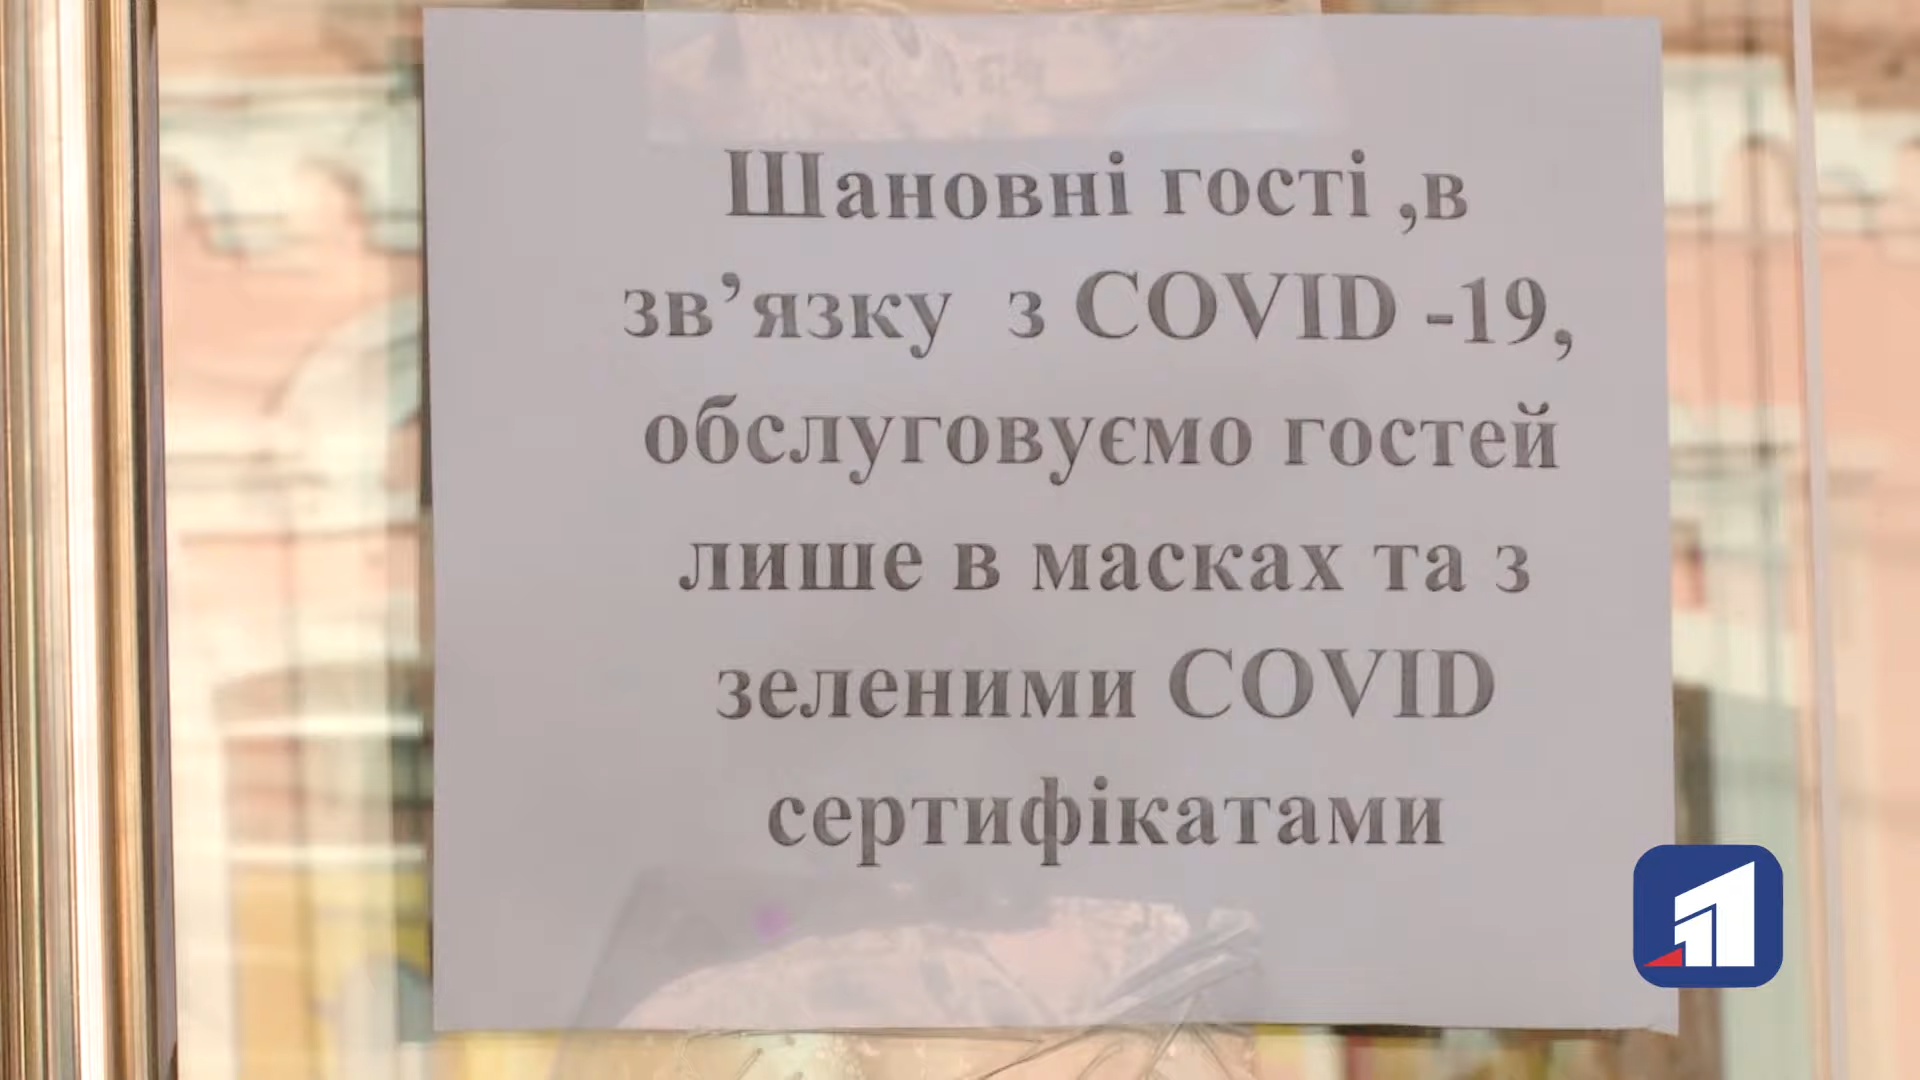 Шановні гості ,в
зв’язку з COVID -19,
обслуговуємо гостей
лише в масках та з
зеленими COVID
сертифікатами